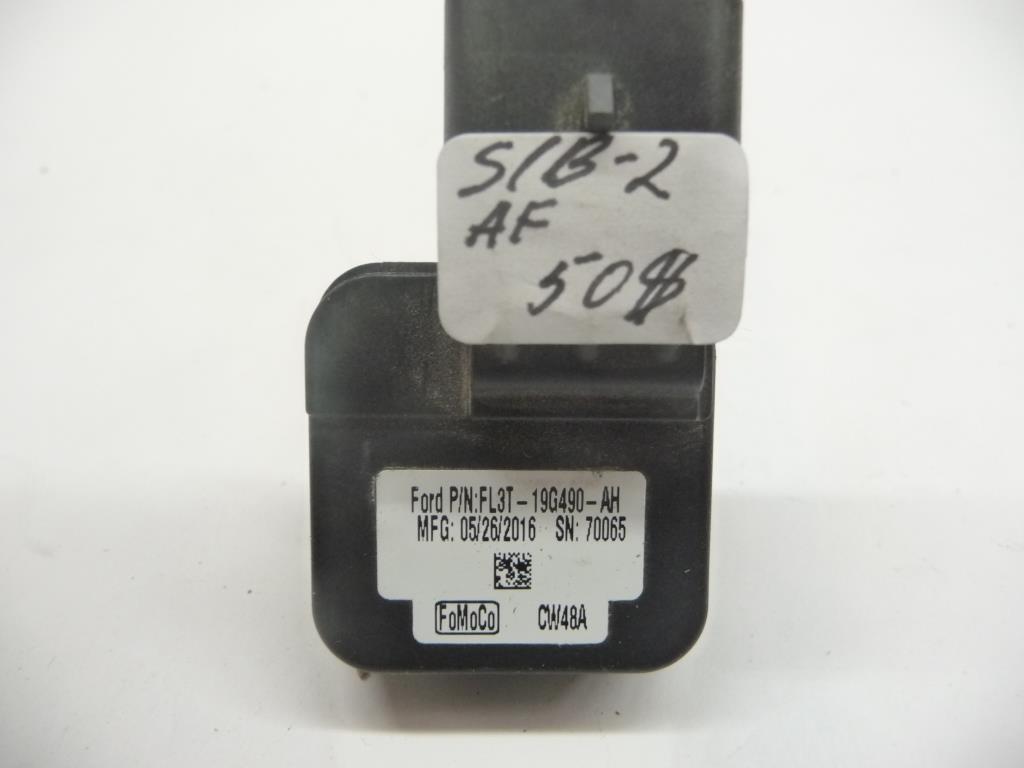 SIB-2
AF
50$
Ford P/N:FL3T-19G490-AH
MFG: 05/26/2016 SN: 70065
FoMoCo CW48A